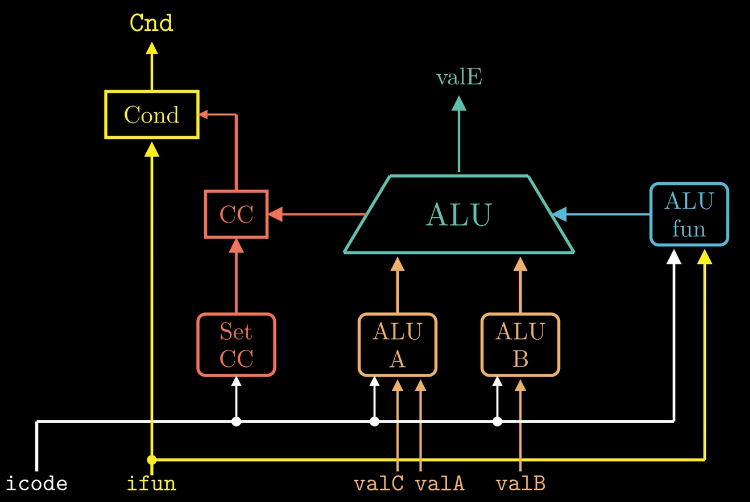 Cnd
valE
Cond
ALU
fun
CC
ALU
Set
CC
ALU
A
ALU
B
icode
ifun
valC
valA
valB